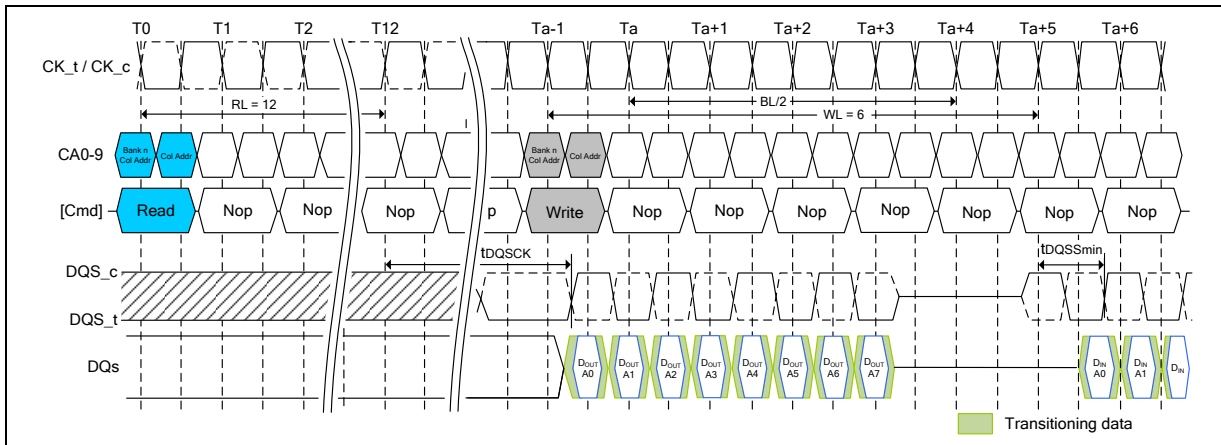 T0 T1 T2 T12 Ta-1 Ta Ta+1 Ta+2 Ta+3 Ta+4 Ta+5 Ta+6
CK_t / CK_c
RL = 12
BL/2
WL = 6
CA0-9
Bank n
Col Addr
Col Addr
Bank n
Col Addr
Col Addr
[Cmd] Read Nop Nop Nop p Write Nop Nop Nop Nop Nop Nop Nop
tDQSCK
tDQSSmin
DQS_c
DQS_t
DQs
DOUT
A0
DOUT
A1
DOUT
A2
DOUT
A3
DOUT
A4
DOUT
A5
DOUT
A6
DOUT
A7
DIN
A0
DIN
A1
DIN
Transitioning data